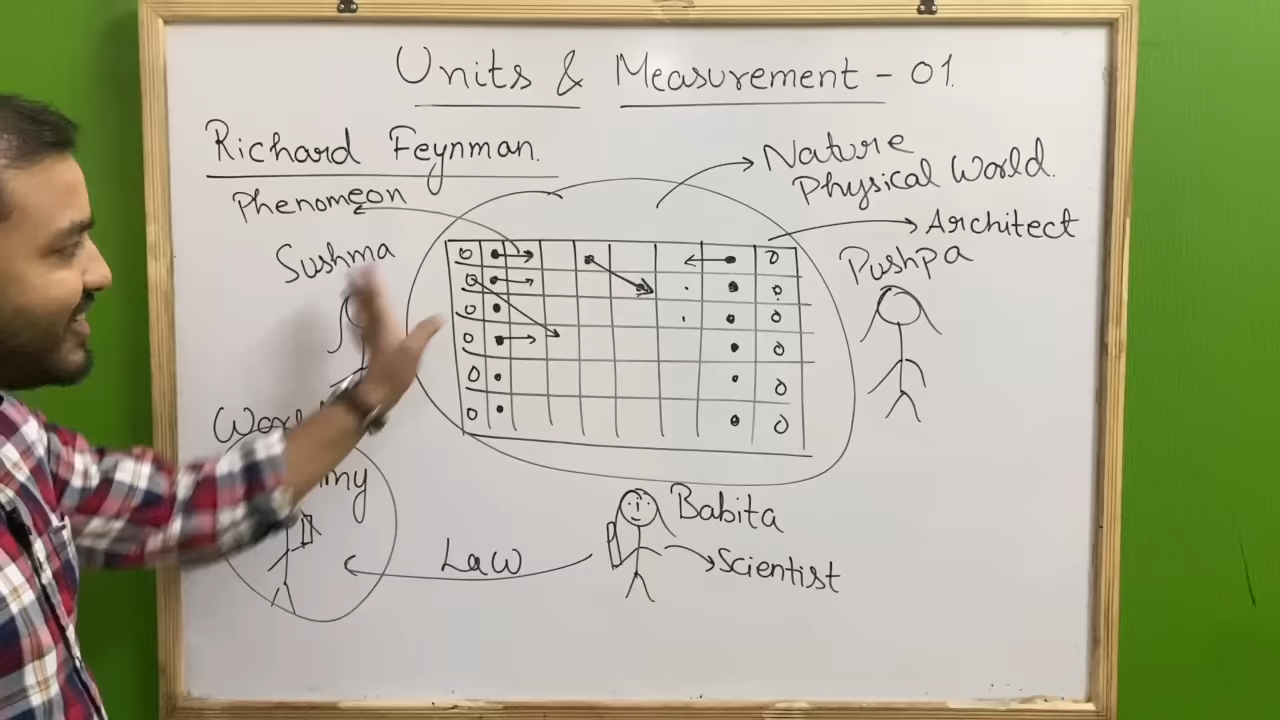 Units & Measurement - 01.
Richard Feynman.
Phenomeon
Nature
Physical World.
Architect
Sushma
Pushpa
Babita
Law
Scientist